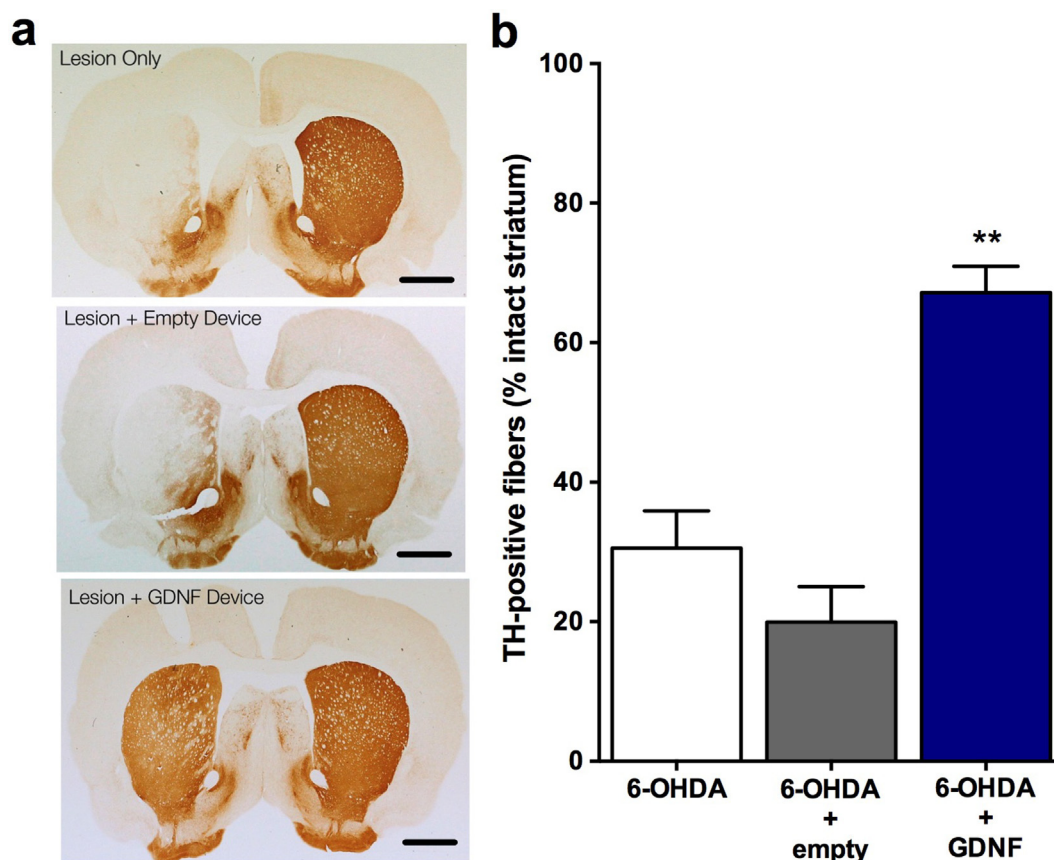 a
Lesion Only
Lesion + Empty Device
Lesion + GDNF Device
b
TH-positive fibers (% intact striatum)
100
80
60
40
20
0
**
6-OHDA
6-OHDA
+
empty
6-OHDA
+
GDNF